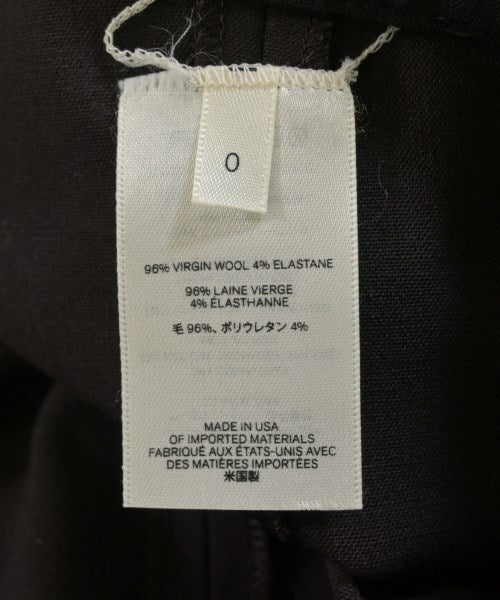 0
96% VIRGIN WOOL 4% ELASTANE
96% LAINE VIERGE
4% ÉLASTHANNE
毛 96%、ポリウレタン 4%
MADE IN USA
OF IMPORTED MATERIALS
FABRIQUÉ AUX ÉTATS-UNIS AVEC
DES MATIÈRES IMPORTÉES
米国製